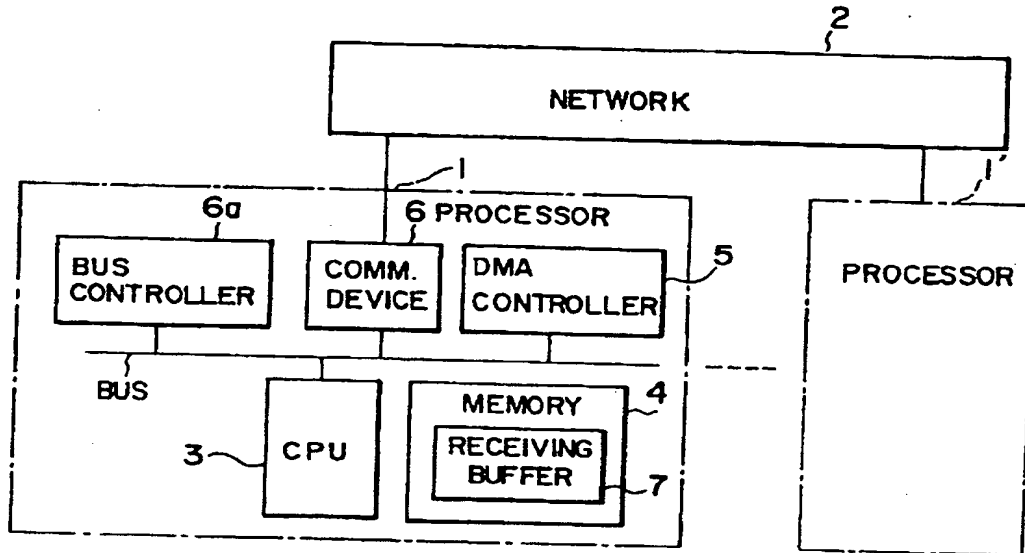 2
NETWORK
1
1'
6a
6 PROCESSOR
BUS
CONTROLLER
COMM.
DEVICE
DMA
CONTROLLER
5
PROCESSOR
BUS
3
CPU
MEMORY
4
RECEIVING
BUFFER
7